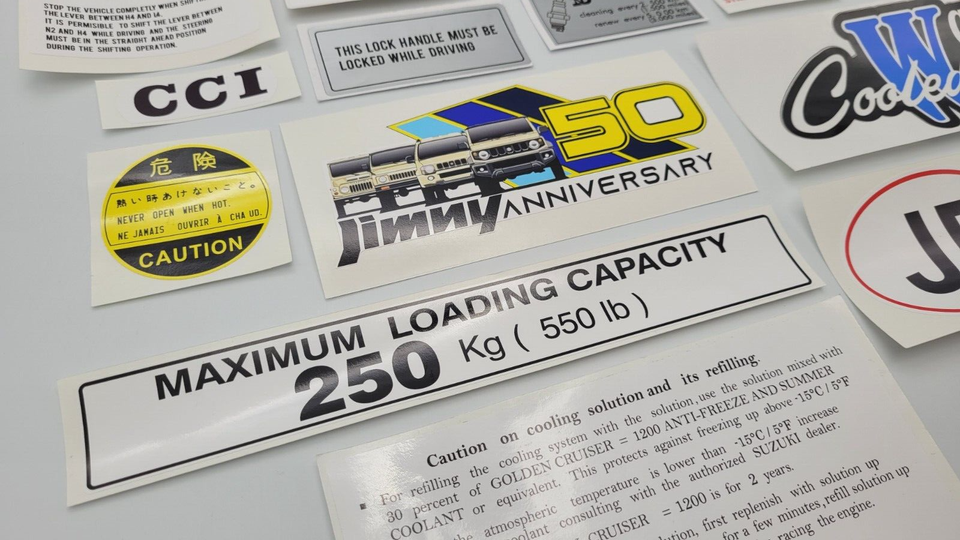 STOP THE VEHICLE COMPLETLY WHEN SHIFTING
THE LEVER BETWEEN H4 AND L4.
IT IS PERMISIBLE TO SHIFT THE LEVER BETWEEN
N2 AND H4 WHILE DRIVING AND THE STEERING
MUST BE IN THE STRAIGHT AHEAD POSITION
DURING THE SHIFTING OPERATION.
THIS LOCK HANDLE MUST BE
LOCKED WHILE DRIVING
cleaning every
renew every
CCI
W
Cooled
危険
熱い時あけないこと。
NEVER OPEN WHEN HOT.
NE JAMAIS OUVRIR À CHAUD.
CAUTION
50
Jimny ANNIVERSARY
MAXIMUM LOADING CAPACITY
250 Kg ( 550 lb )
Caution on cooling solution and its refilling.
For refilling the cooling system with the solution, use the solution mixed with
30 percent of GOLDEN CRUISER = 1200 ANTI-FREEZE AND SUMMER
COOLANT or equivalent. This protects against freezing up above -15°C / 5°F
atmospheric temperature is lower than -15°C / 5°F increase
coolant consulting with the authorized SUZUKI dealer.
CRUISER = 1200 is for 2 years.
first replenish with solution up
for a few minutes, refill solution up
racing the engine.